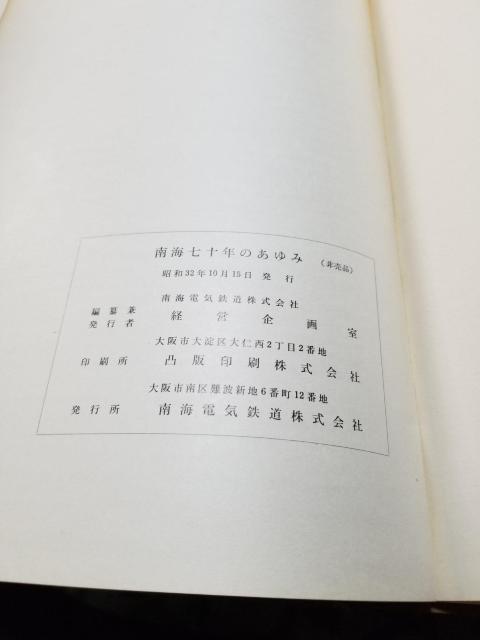 南海七十年のあゆみ (非売品)
昭和32年10月15日 発行
編纂兼発行者 南海電気鉄道株式会社
経営企画室
大阪市大淀区大仁西2丁目2番地
印刷所 凸版印刷株式会社
大阪市南区難波新地6番町12番地
発行所 南海電気鉄道株式会社